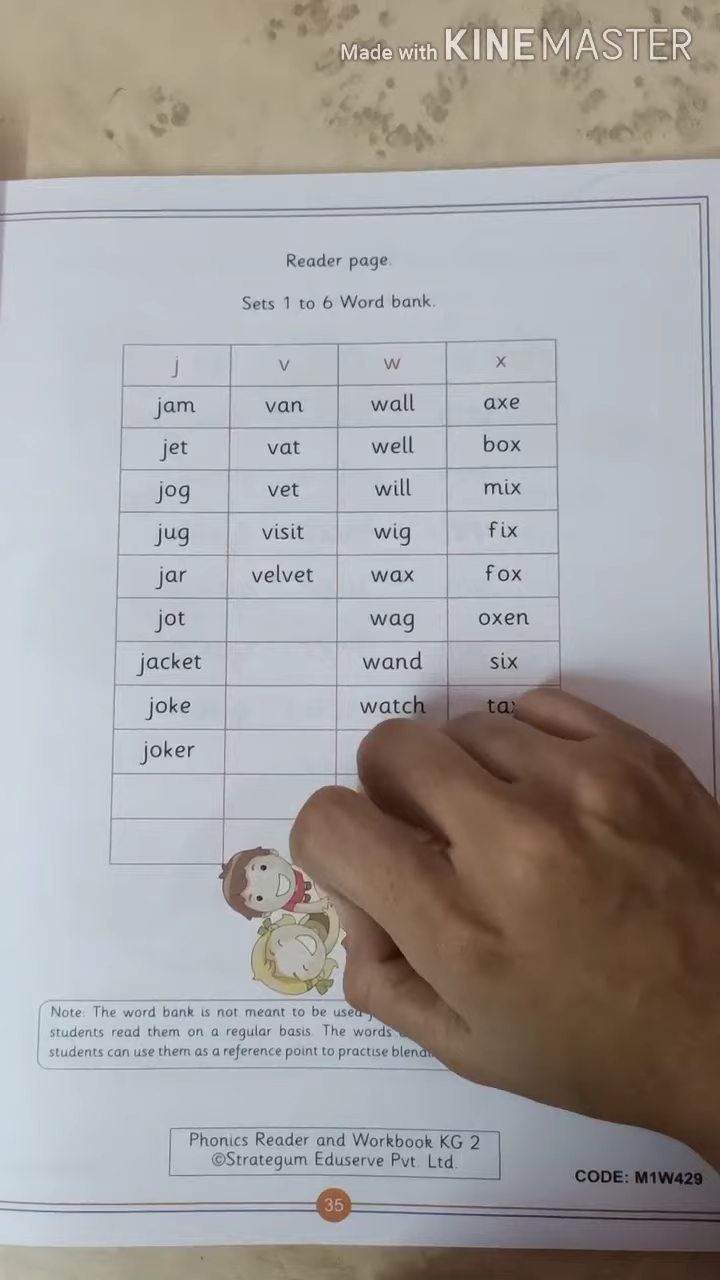 Made with KINEMASTER
Reader page.
Sets 1 to 6 Word bank.
j v w x
jam van wall axe
jet vat well box
jog vet will mix
jug visit wig fix
jar velvet wax fox
jot wag oxen
jacket wand six
joke watch
joker
Note: The word bank is not meant to be used
students read them on a regular basis. The words
students can use them as a reference point to practise
Phonics Reader and Workbook KG 2
©Strategum Eduserve Pvt. Ltd.
CODE: M1W429
35